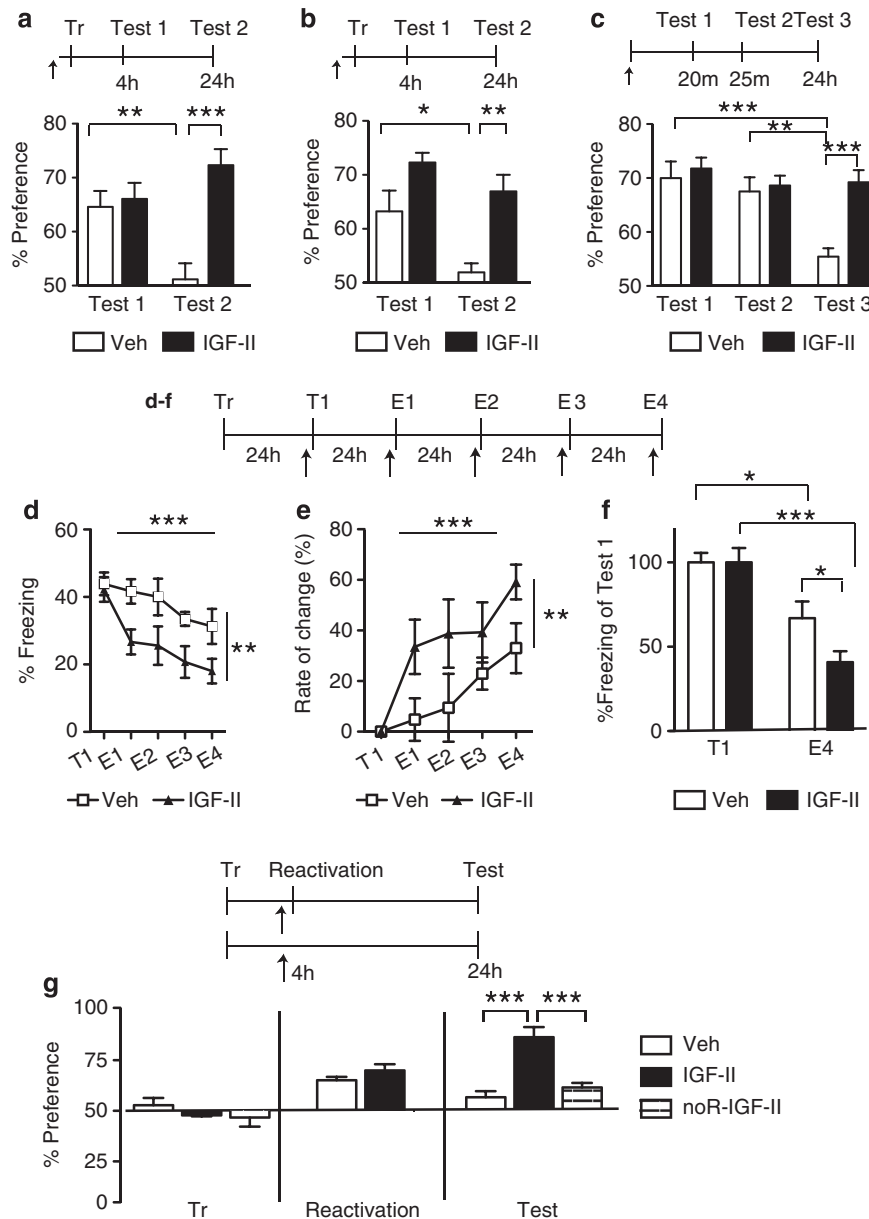 a b c
Tr Test 1 Test 2
4h 24h
Tr Test 1 Test 2
4h 24h
Test 1 Test 2 Test 3
20m 25m 24h
% Preference
80
70
60
50
** ***
Test 1 Test 2
Veh IGF-II
% Preference
80
70
60
50
* **
Test 1 Test 2
Veh IGF-II
% Preference
80
70
60
50
***
**
***
Test 1 Test 2 Test 3
Veh IGF-II
d-f Tr T1 E1 E2 E3 E4
24h 24h 24h 24h 24h
d
% Freezing
60
40
20
0
***
**
T1 E1 E2 E3 E4
Veh IGF-II
e
Rate of change (%)
80
60
40
20
0
***
**
T1 E1 E2 E3 E4
Veh IGF-II
f
%Freezing of Test 1
100
50
0
*
***
*
T1 E4
Veh IGF-II
Tr Reactivation Test
4h 24h
g
% Preference
100
75
50
25
0
*** ***
Tr Reactivation Test
Veh
IGF-II
noR-IGF-II